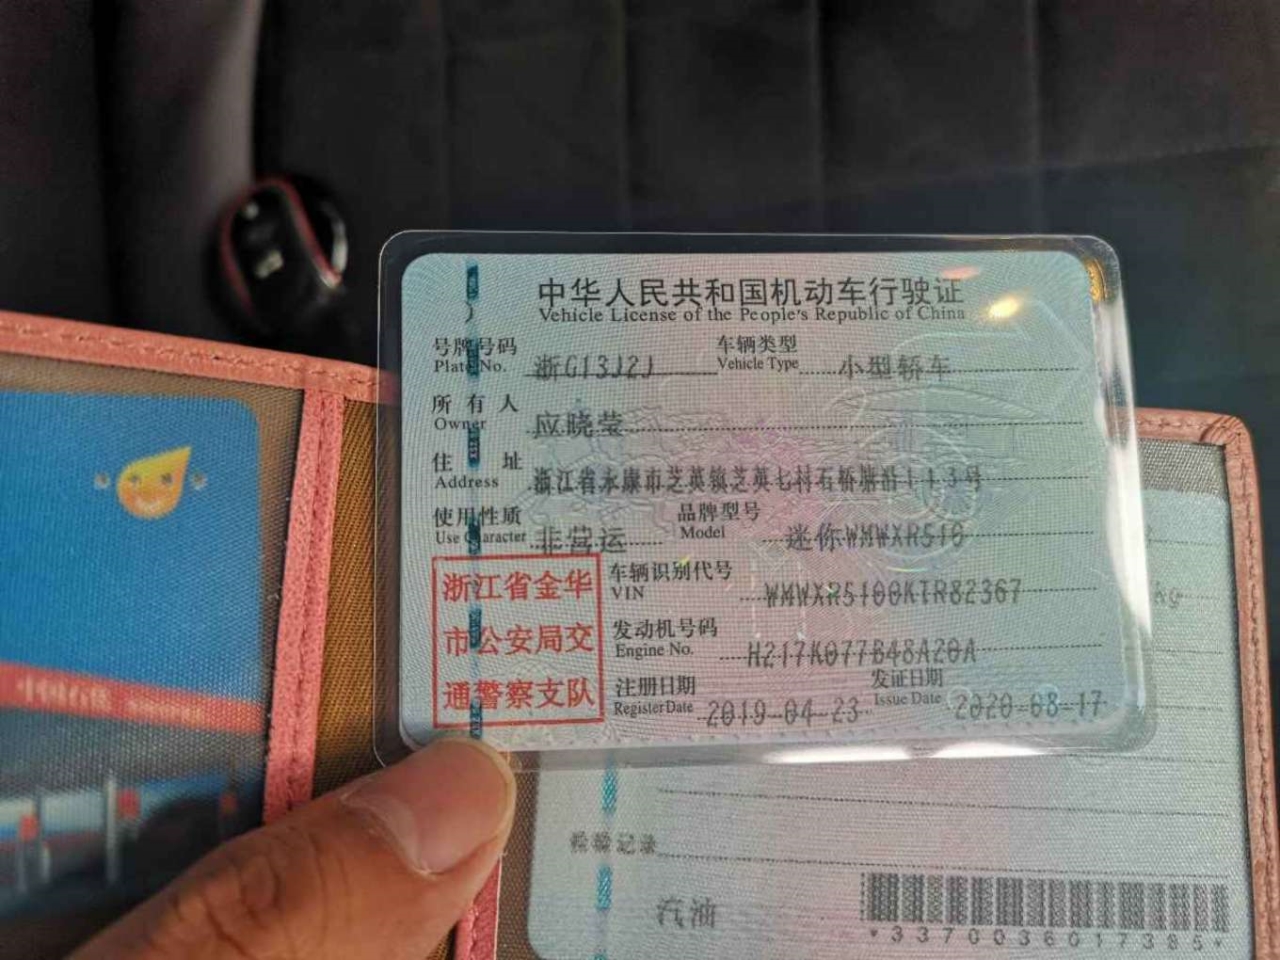 中华人民共和国机动车行驶证
Vehicle License of the People's Republic of China
号牌号码 浙G13J2J 车辆类型 小型轿车
Plate No. Vehicle Type
所有人 应晓莹
Owner
住址 浙江省永康市芝英镇芝英七村石桥塘沿113号
Address
使用性质 非营运 品牌型号 迷你WMWXR510
Use Character Model
浙江省金华
市公安局交
通警察支队
车辆识别代号 WMWXR5100KTR82367
VIN
发动机号码 H217K077B48A20A
Engine No.
注册日期 2019-04-23 发证日期 2020-08-17
Register Date Issue Date
检验记录
汽油
*3370036017385*